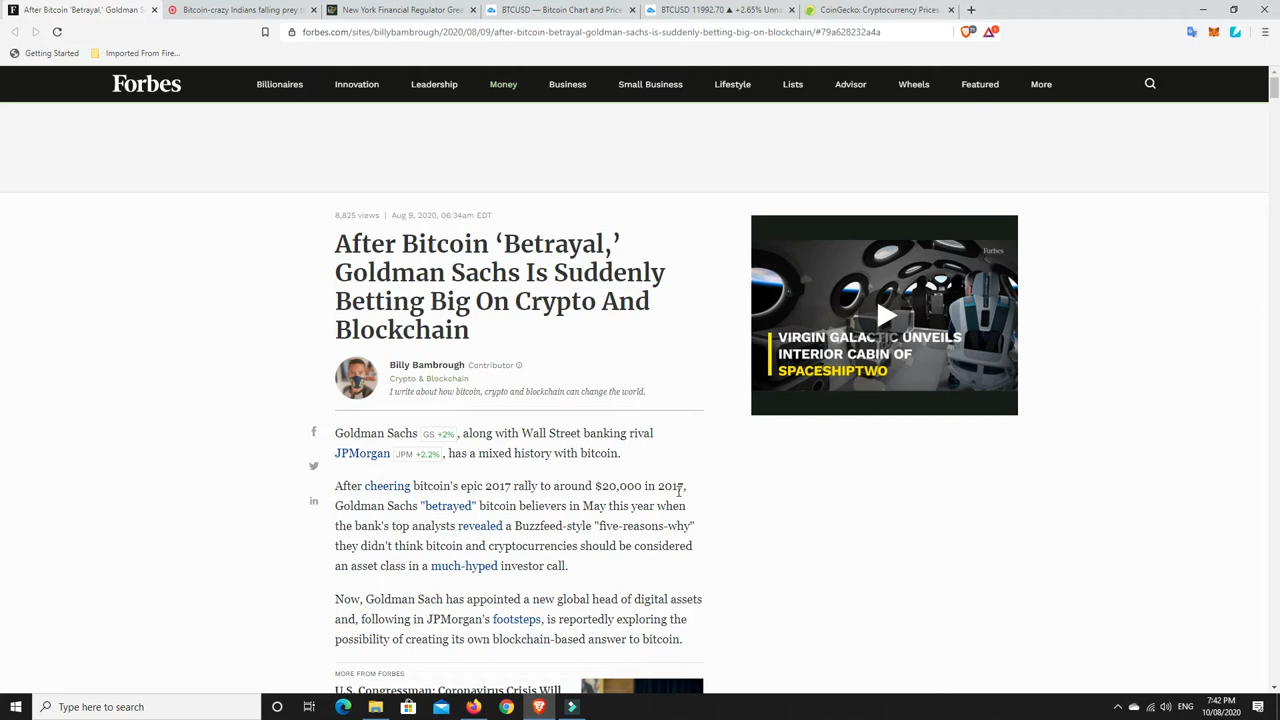 After Bitcoin 'Betrayal,' Goldman S
Bitcoin-crazy Indians falling prey t
New York Financial Regulator Gree
BTCUSD — Bitcoin Chart and Price
BTCUSD 11992.70 ▲ +2.65% Unna
CoinGecko: Cryptocurrency Prices
forbes.com/sites/billybambrough/2020/08/09/after-bitcoin-betrayal-goldman-sachs-is-suddenly-betting-big-on-blockchain/#79a628232a4a
Getting Started
Imported From Fire...
Forbes
Billionaires
Innovation
Leadership
Money
Business
Small Business
Lifestyle
Lists
Advisor
Wheels
Featured
More
8,825 views | Aug 9, 2020, 06:34am EDT
After Bitcoin ‘Betrayal,’
Goldman Sachs Is Suddenly
Betting Big On Crypto And
Blockchain
Billy Bambrough Contributor
Crypto & Blockchain
I write about how bitcoin, crypto and blockchain can change the world.
Goldman Sachs GS +2% , along with Wall Street banking rival
JPMorgan JPM +2.2% , has a mixed history with bitcoin.
After cheering bitcoin's epic 2017 rally to around $20,000 in 2017,
Goldman Sachs "betrayed" bitcoin believers in May this year when
the bank's top analysts revealed a Buzzfeed-style "five-reasons-why"
they didn't think bitcoin and cryptocurrencies should be considered
an asset class in a much-hyped investor call.
Now, Goldman Sach has appointed a new global head of digital assets
and, following in JPMorgan's footsteps, is reportedly exploring the
possibility of creating its own blockchain-based answer to bitcoin.
MORE FROM FORBES
U.S. Congressman: Coronavirus Crisis Will
Forbes
VIRGIN GALACTIC UNVEILS
INTERIOR CABIN OF
SPACESHIPTWO
Type here to search
ENG
7:42 PM
10/08/2020